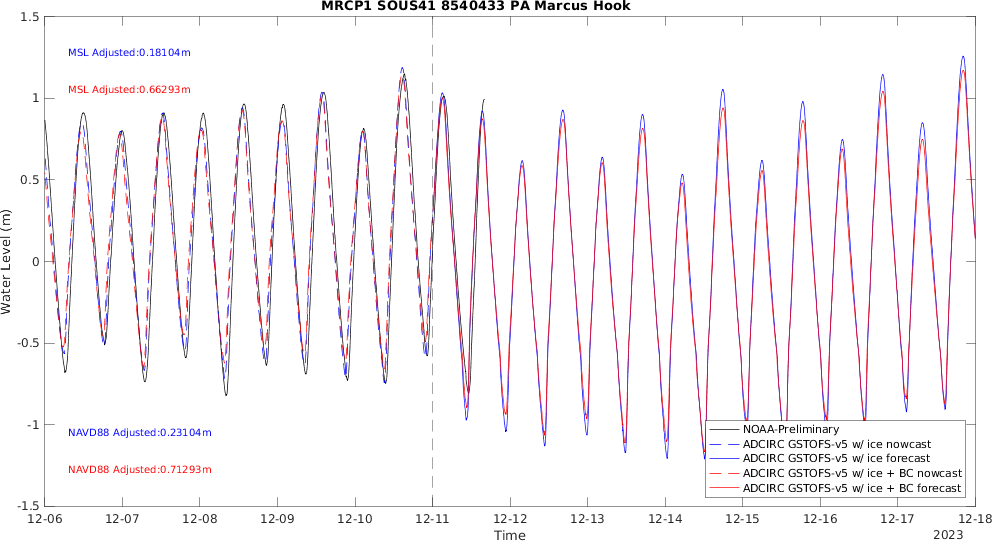 MRCP1 SOUS41 8540433 PA Marcus Hook
1.5
1
0.5
0
-0.5
-1
-1.5
Water Level (m)
MSL Adjusted:0.18104m
MSL Adjusted:0.66293m
NAVD88 Adjusted:0.23104m
NAVD88 Adjusted:0.71293m
NOAA-Preliminary
ADCIRC GSTOFS-v5 w/ ice nowcast
ADCIRC GSTOFS-v5 w/ ice forecast
ADCIRC GSTOFS-v5 w/ ice + BC nowcast
ADCIRC GSTOFS-v5 w/ ice + BC forecast
12-06 12-07 12-08 12-09 12-10 12-11 12-12 12-13 12-14 12-15 12-16 12-17 12-18
Time
2023